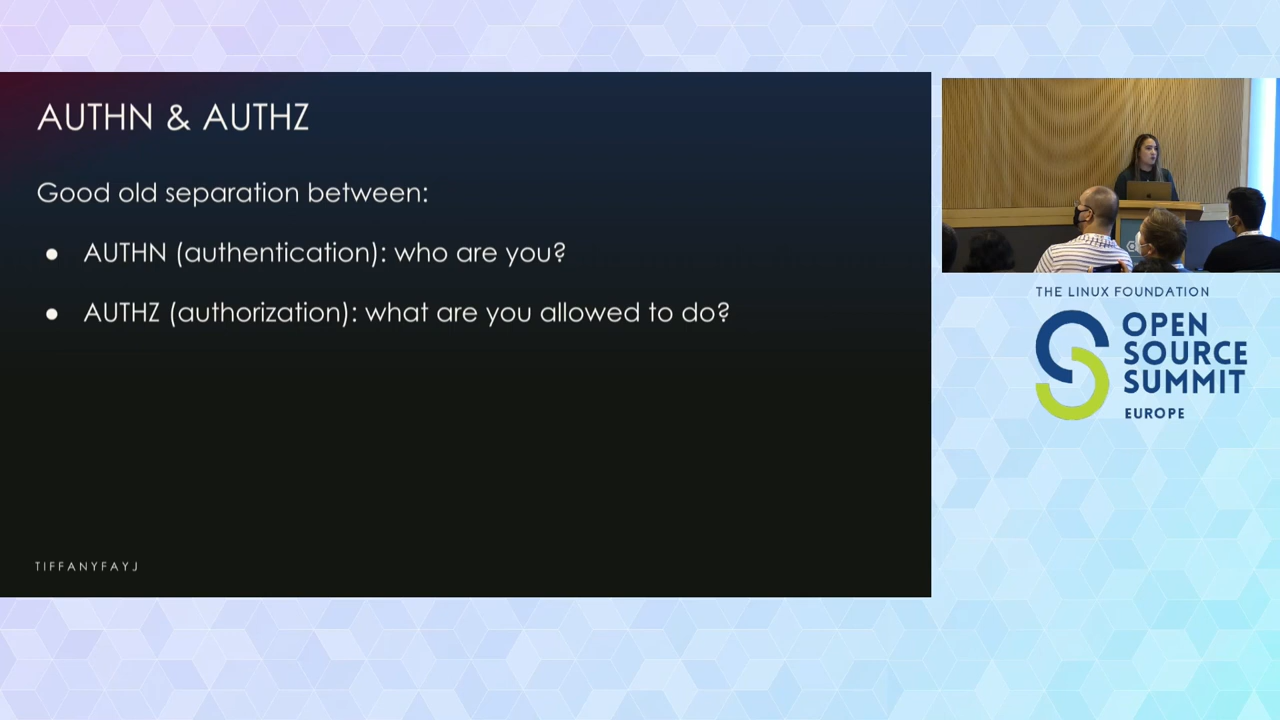 AUTHN & AUTHZ
Good old separation between:
● AUTHN (authentication): who are you?
● AUTHZ (authorization): what are you allowed to do?
TIFFANYFAYJ
THE LINUX FOUNDATION
OPEN
SOURCE
SUMMIT
EUROPE